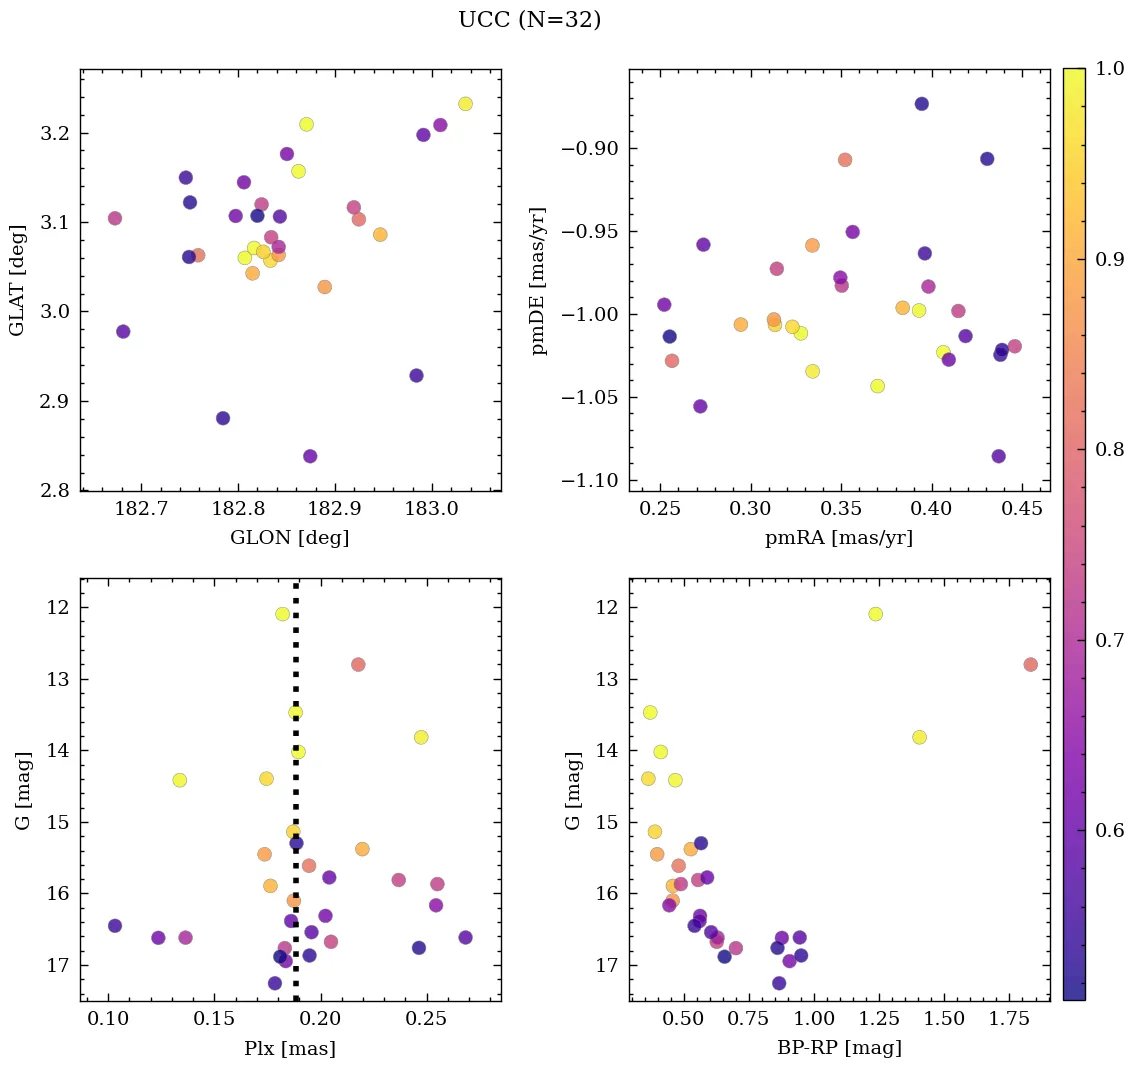 UCC (N=32)
3.2
3.1
3.0
2.9
2.8
GLAT [deg]
182.7 182.8 182.9 183.0
GLON [deg]
−0.90
−0.95
−1.00
−1.05
−1.10
pmDE [mas/yr]
0.25 0.30 0.35 0.40 0.45
pmRA [mas/yr]
12
13
14
15
16
17
G [mag]
0.10 0.15 0.20 0.25
Plx [mas]
12
13
14
15
16
17
G [mag]
0.50 0.75 1.00 1.25 1.50 1.75
BP-RP [mag]
1.0
0.9
0.8
0.7
0.6